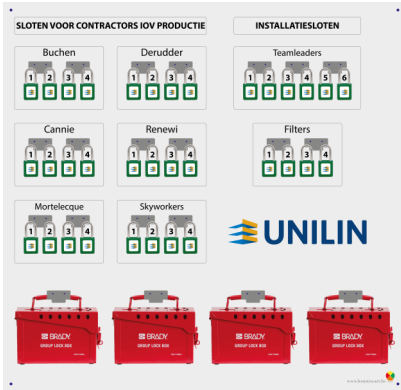 SLOTEN VOOR CONTRACTORS IOV PRODUCTIE
INSTALLATIESLOTEN
Buchen
Derudder
Teamleaders
1 2 3 4
1 2 3 4
1 2 3 4 5 6
Cannie
Renewi
Filters
1 2 3 4
1 2 3 4
1 2 3 4
Mortelecque
Skyworkers
1 2 3 4
1 2 3 4
UNILIN
BRADY
GROUP LOCK BOX
BRADY
GROUP LOCK BOX
BRADY
GROUP LOCK BOX
BRADY
GROUP LOCK BOX